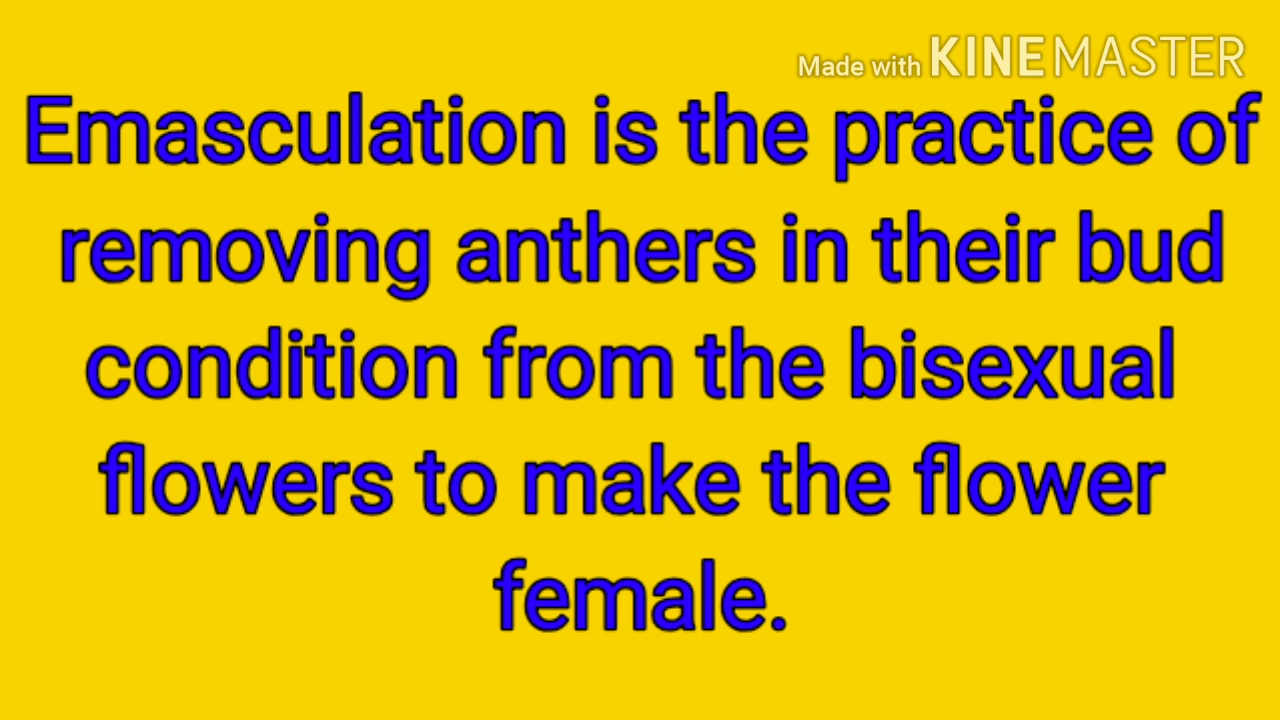 Made with KINEMASTER
Emasculation is the practice of
removing anthers in their bud
condition from the bisexual
flowers to make the flower
female.